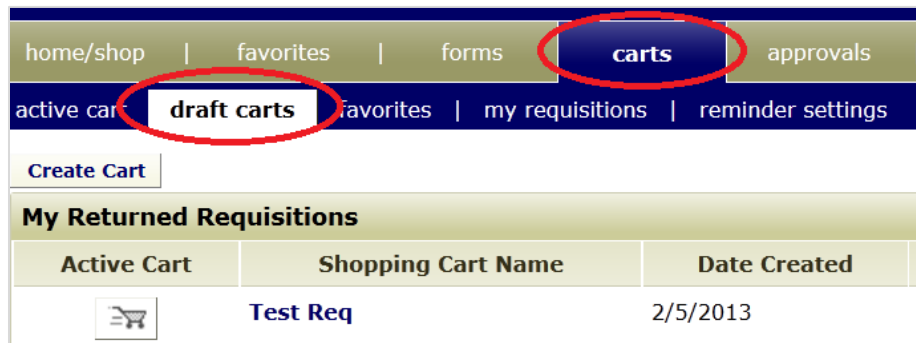 home/shop | favorites | forms carts approvals
active cart draft carts favorites | my requisitions | reminder settings
Create Cart
My Returned Requisitions
Active Cart Shopping Cart Name Date Created
Test Req 2/5/2013